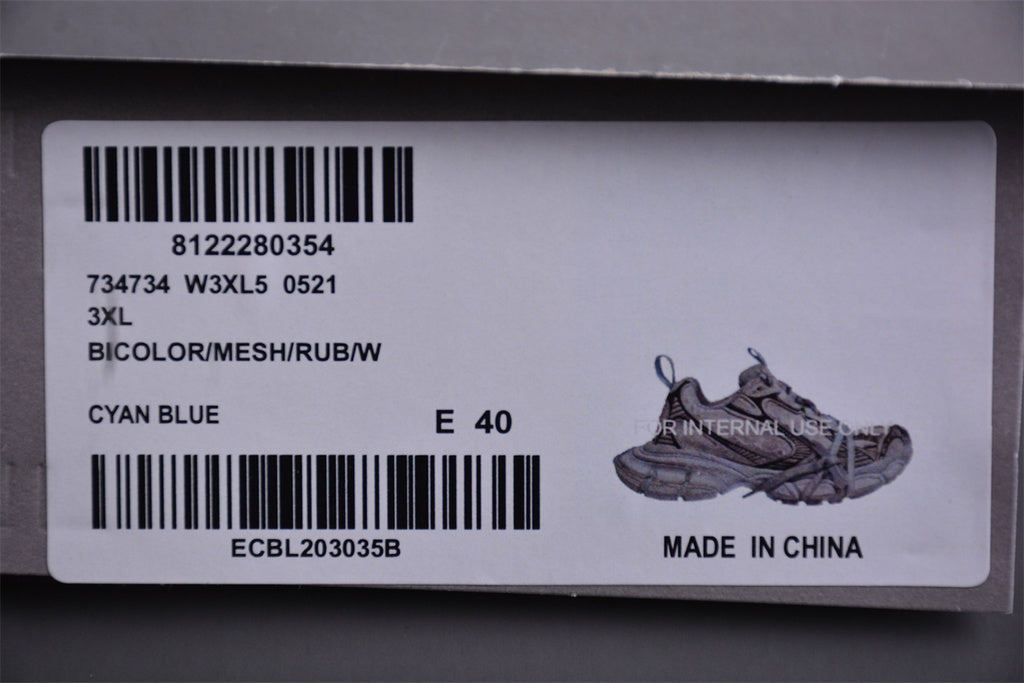 8122280354
734734 W3XL5 0521
3XL
BICOLOR/MESH/RUB/W
CYAN BLUE
E 40
FOR INTERNAL USE ONLY
ECBL203035B
MADE IN CHINA